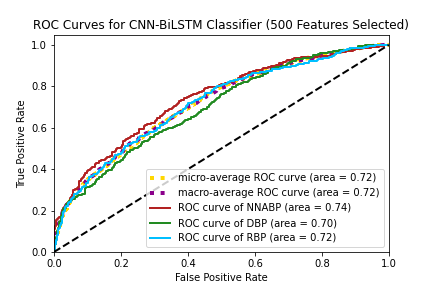 ROC Curves for CNN-BiLSTM Classifier (500 Features Selected)
1.0
0.8
0.6
0.4
0.2
0.0
True Positive Rate
micro-average ROC curve (area = 0.72)
macro-average ROC curve (area = 0.72)
ROC curve of NNABP (area = 0.74)
ROC curve of DBP (area = 0.70)
ROC curve of RBP (area = 0.72)
0.0 0.2 0.4 0.6 0.8 1.0
False Positive Rate